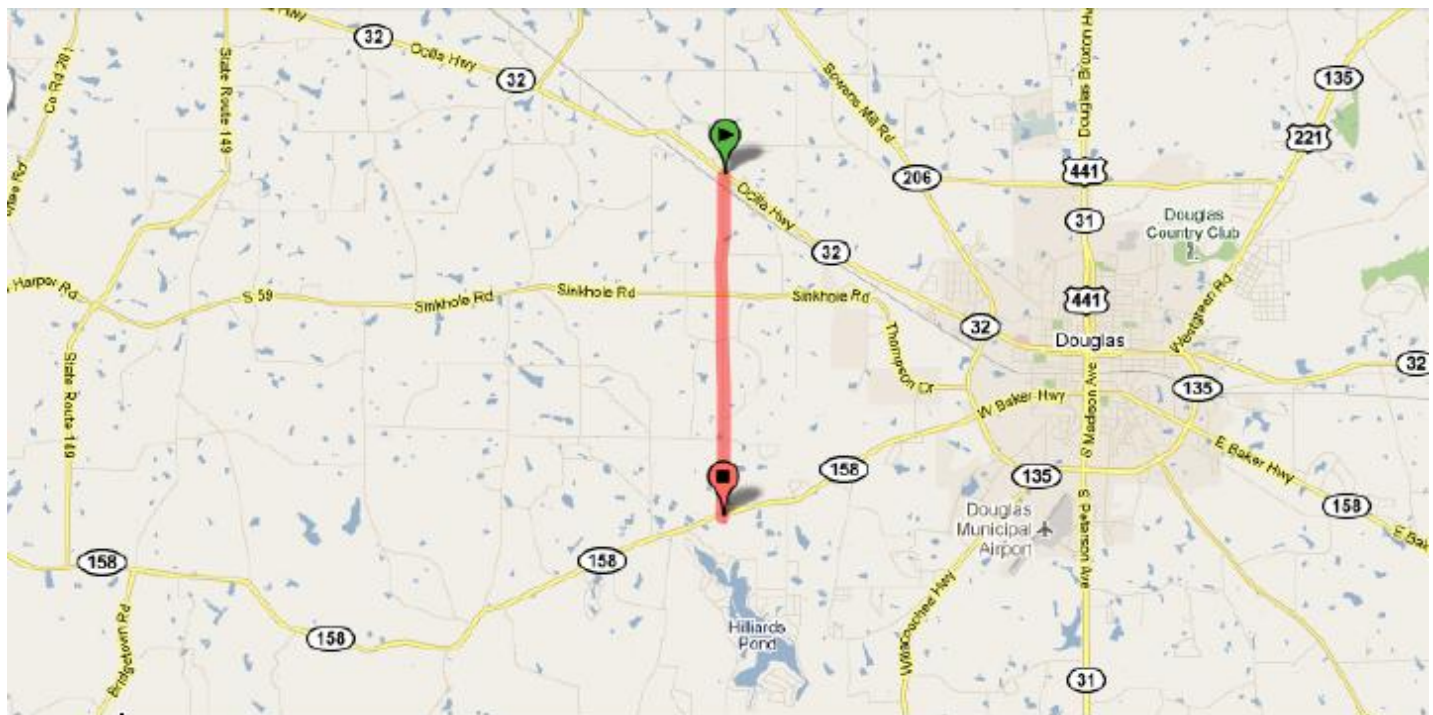 Hwy
32
Ocilla Hwy
32
Co Rd 281
State Route 149
Bowens Mill Rd
Douglas Broxton Hwy
135
221
441
206
31
Douglas
Country Club
Ocilla Hwy
32
441
Harper Rd
S 59
Sinkhole Rd
Sinkhole Rd
Sinkhole Rd
32
Douglas
Westgreen Rd
32
Thompson Dr
State Route 149
135
W Baker Hwy
S Madison Ave
E Baker Hwy
158
135
Douglas
Municipal
Airport
S Peterson Ave
158
E Bak
158
158
158
Bridgetown Rd
Hilliards
Pond
31